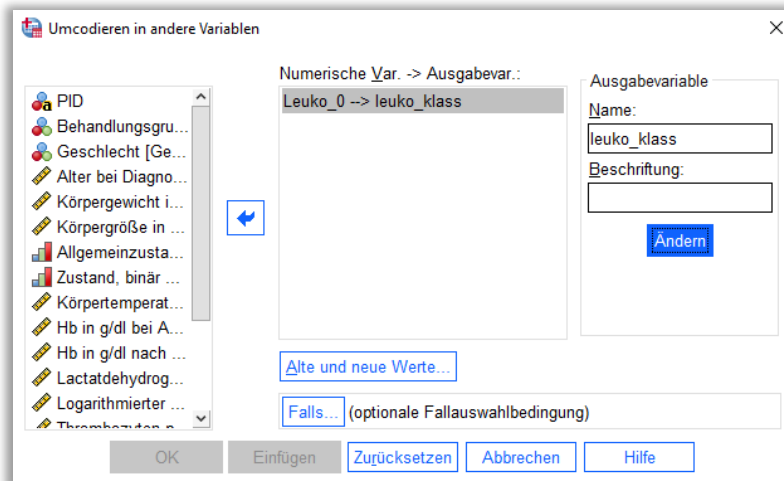 Umcodieren in andere Variablen
PID
Behandlungsgru...
Geschlecht [Ge...
Alter bei Diagno...
Körpergewicht i...
Körpergröße in ...
Allgemeinzusta...
Zustand, binär ...
Körpertemperat...
Hb in g/dl bei A...
Hb in g/dl nach ...
Lactatdehydrog...
Logarithmierter ...
Numerische Var. -> Ausgabevar.:
Leuko_0 --> leuko_klass
Alte und neue Werte...
Falls... (optionale Fallauswahlbedingung)
Ausgabevariable
Name:
leuko_klass
Beschriftung:
Ändern
OK Einfügen Zurücksetzen Abbrechen Hilfe